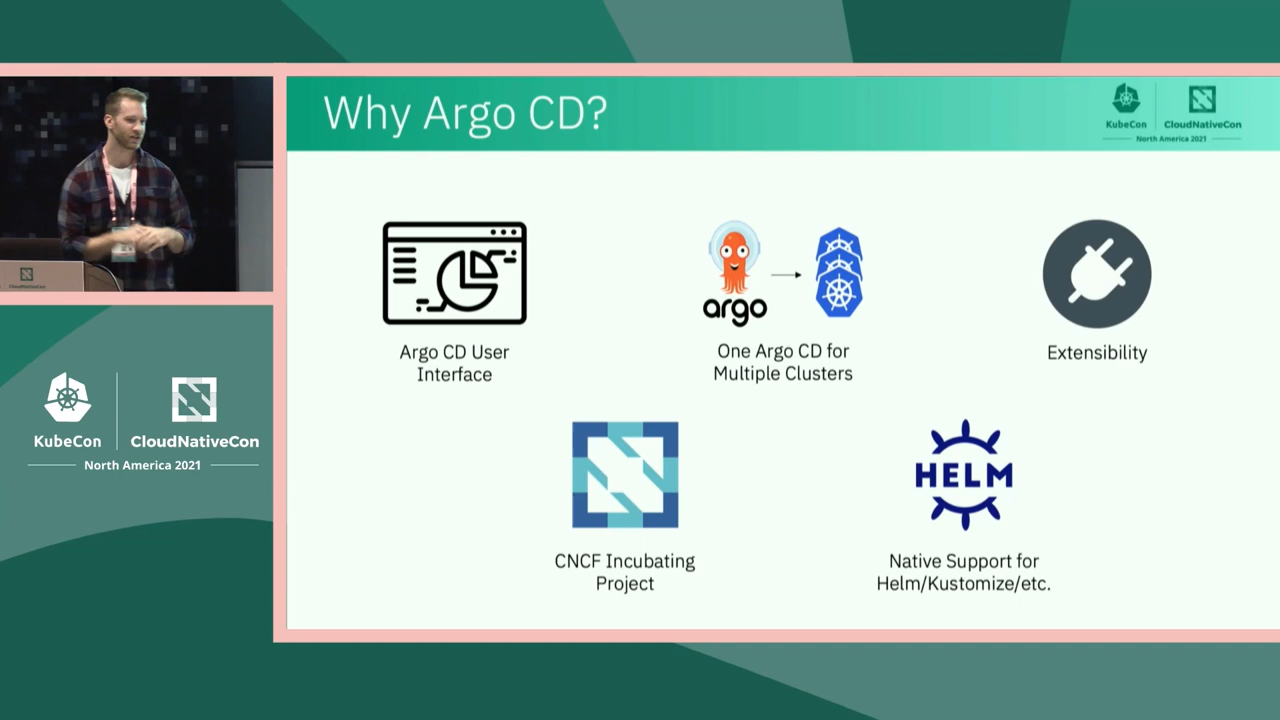 Why Argo CD?
KubeCon
CloudNativeCon
North America 2021
argo
Argo CD User
Interface
One Argo CD for
Multiple Clusters
Extensibility
CNCF Incubating
Project
HELM
Native Support for
Helm/Kustomize/etc.
CloudNativeCon
KubeCon
CloudNativeCon
North America 2021